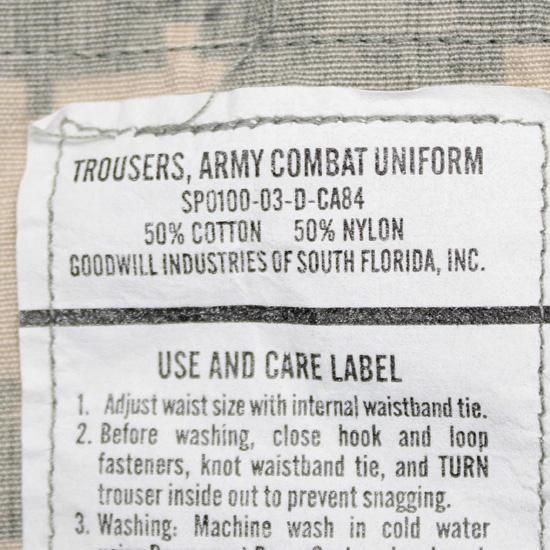 TROUSERS, ARMY COMBAT UNIFORM
SPO100-03-D-CA84
50% COTTON 50% NYLON
GOODWILL INDUSTRIES OF SOUTH FLORIDA, INC.
USE AND CARE LABEL
1. Adjust waist size with internal waistband tie.
2. Before washing, close hook and loop
fasteners, knot waistband tie, and TURN
trouser inside out to prevent snagging.
3. Washing: Machine wash in cold water